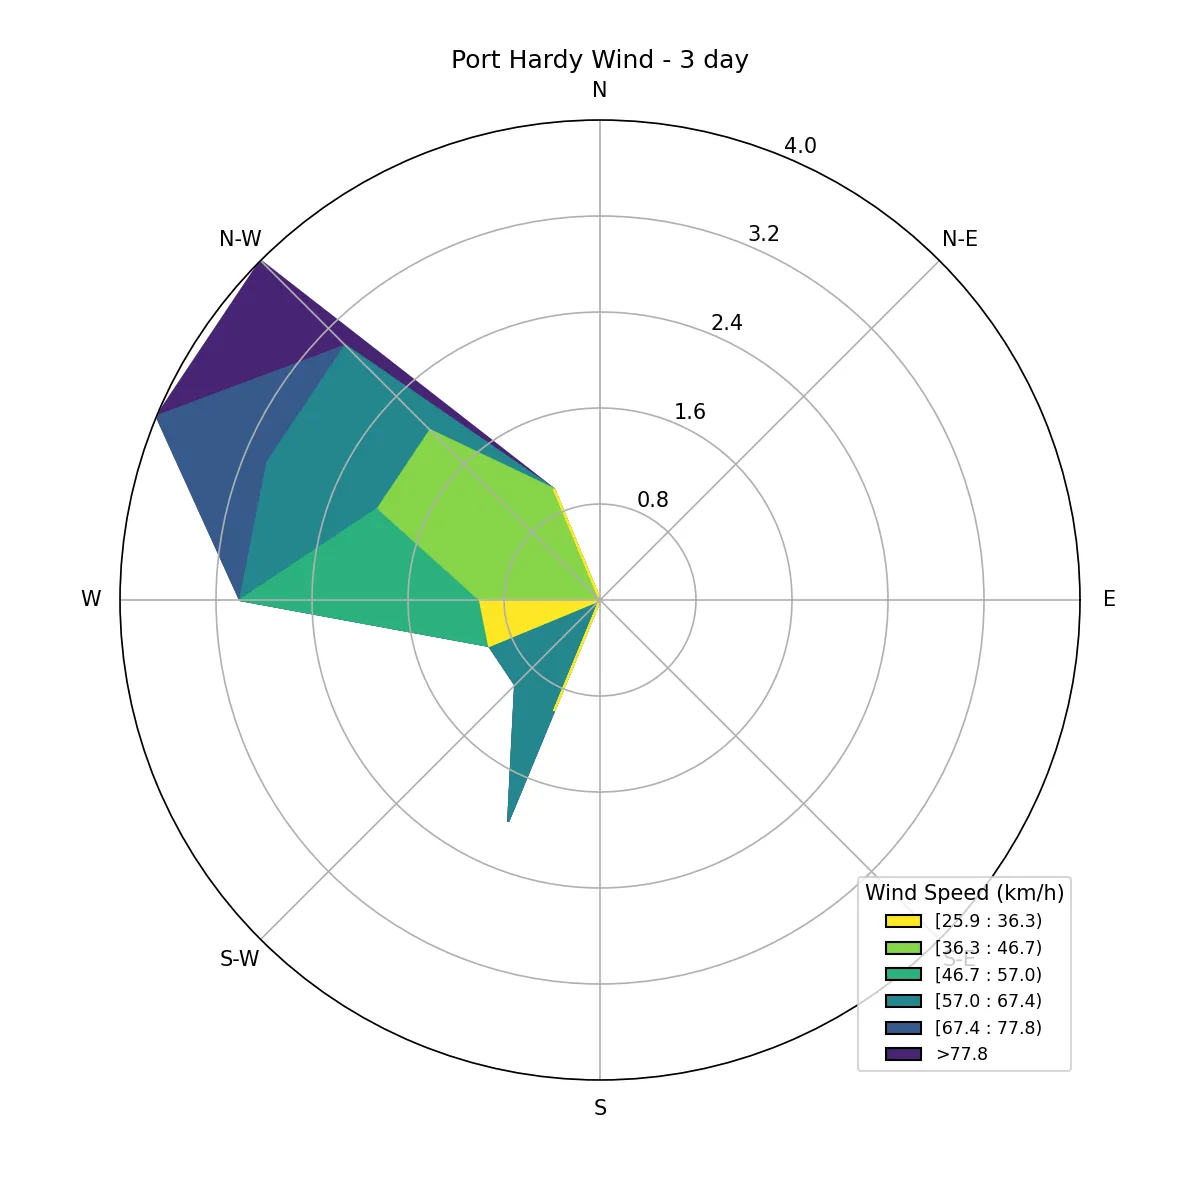 Port Hardy Wind - 3 day
N
4.0
N-W
N-E
3.2
2.4
1.6
0.8
W
E
Wind Speed (km/h)
[25.9 : 36.3)
[36.3 : 46.7)
S-W
S-E
[46.7 : 57.0)
[57.0 : 67.4)
[67.4 : 77.8)
>77.8
S